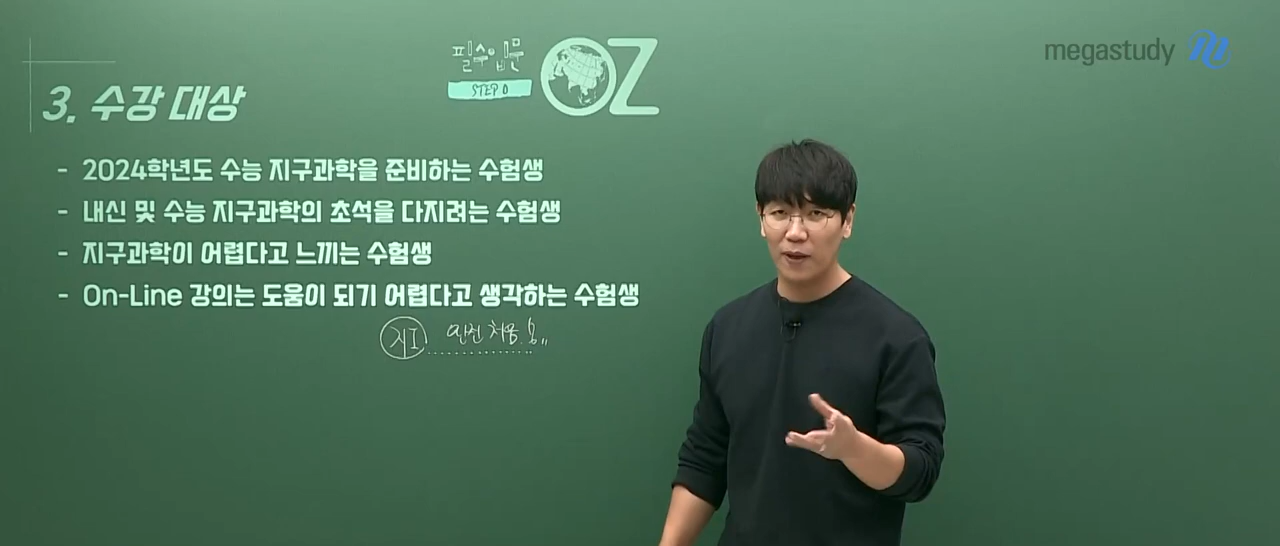 필수입문
OZ
STEP 0
megastudy
3. 수강 대상
- 2024학년도 수능 지구과학을 준비하는 수험생
- 내신 및 수능 지구과학의 초석을 다지려는 수험생
- 지구과학이 어렵다고 느끼는 수험생
- On-Line 강의는 도움이 되기 어렵다고 생각하는 수험생
지I 완전 처음.